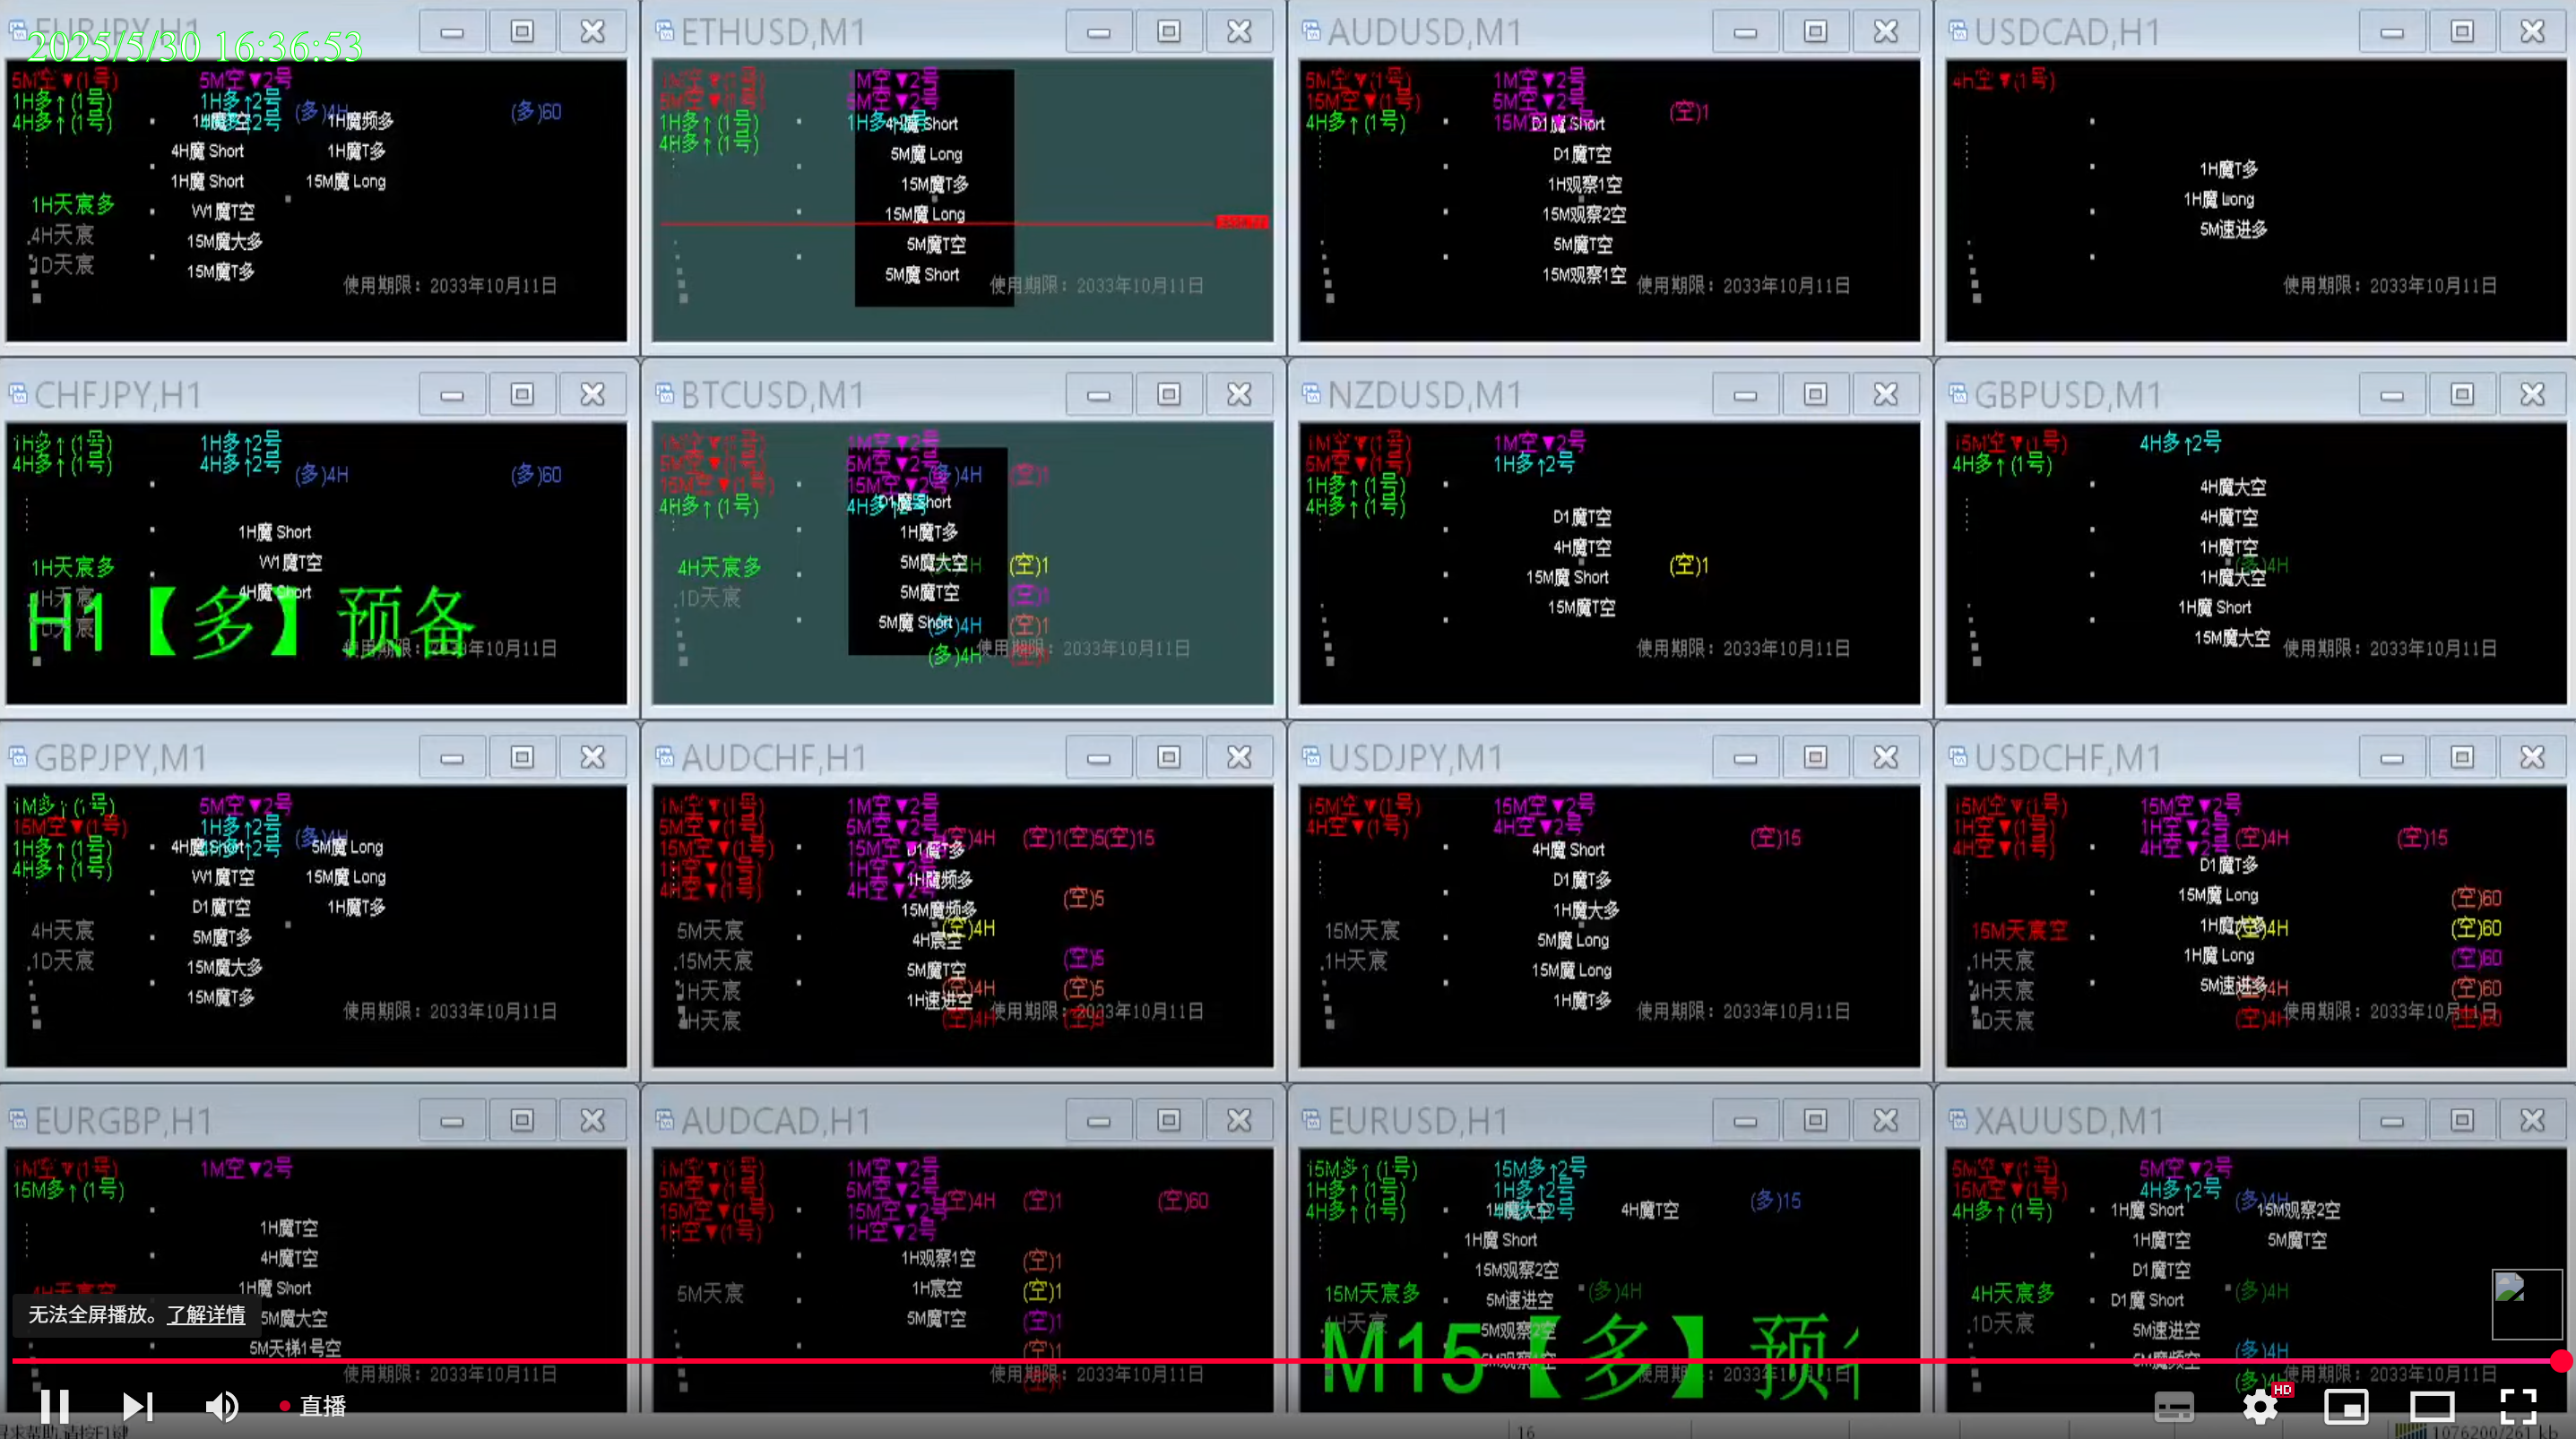 EURJPY,H1
2025/5/30 16:36:53
5M空▼(1号) 5M空▼2号
1H多↑(1号) 1H多↑2号 (多)4H (多)60
4H多↑(1号) 4H多↑2号 1H魔频多
4H魔 Short 1H魔T多
1H魔 Short 15M魔 Long
1H天宸多 W1魔T空
4H天宸 15M魔大多
1D天宸 15M魔T多
使用期限：2033年10月11日
ETHUSD,M1
1M空▼(1号) 1M空▼2号
5M空▼(1号) 5M空▼2号
1H多↑(1号) 1H多↑2号 4H魔 Short
4H多↑(1号)
5M魔 Long
15M魔T多
15M魔 Long
5M魔T空
5M魔 Short
使用期限：2033年10月11日
AUDUSD,M1
5M空▼(1号) 1M空▼2号
15M空▼(1号) 5M空▼2号 (空)1
4H多↑(1号) 15M空▼2号 D1魔 Short
D1魔T空
1H观察1空
15M观察2空
5M魔T空
15M观察1空
使用期限：2033年10月11日
USDCAD,H1
4H空▼(1号)
1H魔T多
1H魔 Long
5M速进多
使用期限：2033年10月11日
CHFJPY,H1
1H多↑(1号) 1H多↑2号
4H多↑(1号) 4H多↑2号 (多)4H (多)60
1H魔 Short
1H天宸多 W1魔T空
4H天宸 4H魔 Short
1D天宸
H1【多】预备
使用期限：2033年10月11日
BTCUSD,M1
1M空▼(1号) 1M空▼2号
5M空▼(1号) 5M空▼2号 (多)4H (空)1
15M空▼(1号) 15M空▼2号
4H多↑(1号) 4H多↑2号 D1魔 Short
1H魔T多
4H天宸多 5M魔大空 (空)1
1D天宸 5M魔T空 (空)1
5M魔 Short (多)4H (空)1
(多)4H (空)1
使用期限：2033年10月11日
NZDUSD,M1
1M空▼(1号) 1M空▼2号
5M空▼(1号) 1H多↑2号
1H多↑(1号)
4H多↑(1号)
D1魔T空
4H魔T空 (空)1
15M魔 Short
15M魔T空
使用期限：2033年10月11日
GBPUSD,M1
15M空▼(1号) 4H多↑2号
4H多↑(1号)
4H魔大空
4H魔T空
1H魔T空
(多)4H
1H魔大空
1H魔 Short
15M魔大空
使用期限：2033年10月11日
GBPJPY,M1
1M多↑(1号) 5M空▼2号
15M空▼(1号) 1H多↑2号 (多)4H
1H多↑(1号) 4H多↑2号 4H魔 Short 5M魔 Long
4H多↑(1号) W1魔T空 15M魔 Long
D1魔T空 1H魔T多
4H天宸 5M魔T多
1D天宸 15M魔大多
15M魔T多
使用期限：2033年10月11日
AUDCHF,H1
1M空▼(1号) 1M空▼2号
5M空▼(1号) 5M空▼2号 (空)4H (空)1(空)5(空)15
15M空▼(1号) 15M空▼2号 D1魔T多
1H空▼(1号) 1H空▼2号 1H魔频多
4H空▼(1号) 4H空▼2号 (空)5
15M魔频多
5M天宸 4H宸空 (空)4H
15M天宸 5M魔T空 (空)5
1H天宸 1H速进空 (空)4H (空)5
4H天宸 (空)4H (空)5
使用期限：2033年10月11日
USDJPY,M1
15M空▼(1号) 15M空▼2号
4H空▼(1号) 4H空▼2号 (空)15
4H魔 Short
D1魔T多
1H魔大多
15M天宸 5M魔 Long
1H天宸 15M魔 Long
1H魔T多
使用期限：2033年10月11日
USDCHF,M1
15M空▼(1号) 15M空▼2号
1H空▼(1号) 1H空▼2号 (空)4H (空)15
4H空▼(1号) 4H空▼2号
D1魔T多
15M魔 Long (空)60
15M天宸空 1H魔大多 (空)4H (空)60
1H天宸 1H魔 Long (空)60
4H天宸 5M速进多 (空)4H (空)60
1D天宸 (空)4H (空)60
使用期限：2033年10月11日
EURGBP,H1
1M空▼(1号) 1M空▼2号
15M多↑(1号)
1H魔T空
4H魔T空
4H天宸空 1H魔 Short
5M魔大空
5M天梯1号空
使用期限：2033年10月11日
AUDCAD,H1
1M空▼(1号) 1M空▼2号
5M空▼(1号) 5M空▼2号 (空)4H (空)1 (空)60
15M空▼(1号) 15M空▼2号
1H空▼(1号) 1H空▼2号
1H观察1空 (空)1
5M天宸 1H宸空 (空)1
5M魔T空 (空)1
(空)1
(空)1
使用期限：2033年10月11日
EURUSD,H1
15M多↑(1号) 15M多↑2号
1H多↑(1号) 1H多↑2号 (多)15
4H多↑(1号) 1H魔大空 4H魔T空
1H魔 Short
15M观察2空
15M天宸多 5M速进空 (多)4H
4H天宸 5M观察2空
M15【多】预
使用期限：2033年10月11日
XAUUSD,M1
5M空▼(1号) 5M空▼2号
15M空▼(1号) 4H多↑2号 (多)4H
4H多↑(1号) 1H魔 Short 15M观察2空
1H魔T空 5M魔T空
D1魔T空
4H天宸多 D1魔 Short (多)4H
1D天宸 5M速进空
5M魔频空 (多)4H
(多)4H
使用期限：2033年10月11日
无法全屏播放。了解详情
直播
HD
16
1076200/261 kb